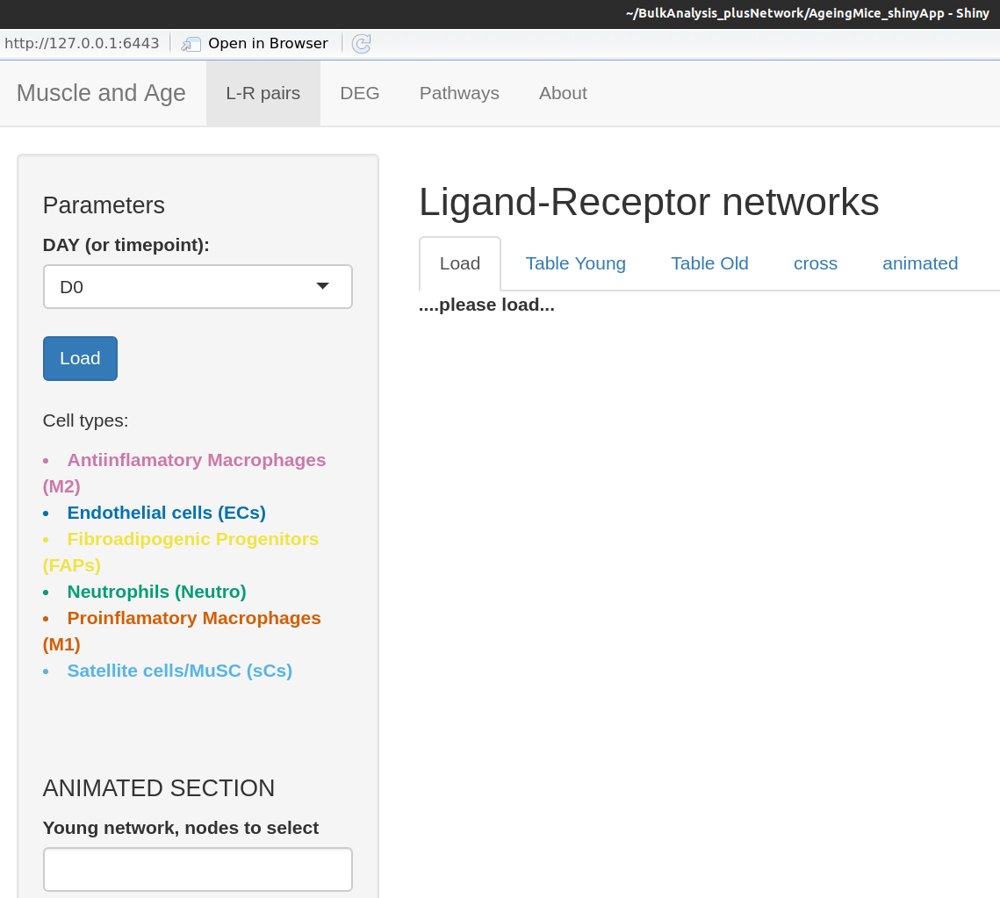 ~/BulkAnalysis_plusNetwork/AgeingMice_shinyApp - Shiny
http://127.0.0.1:6443 Open in Browser
Muscle and Age L-R pairs DEG Pathways About
Parameters
DAY (or timepoint):
D0
Load
Cell types:
• Antiinflamatory Macrophages
(M2)
• Endothelial cells (ECs)
• Fibroadipogenic Progenitors
(FAPs)
• Neutrophils (Neutro)
• Proinflamatory Macrophages
(M1)
• Satellite cells/MuSC (sCs)
ANIMATED SECTION
Young network, nodes to select
Ligand-Receptor networks
Load Table Young Table Old cross animated
....please load...